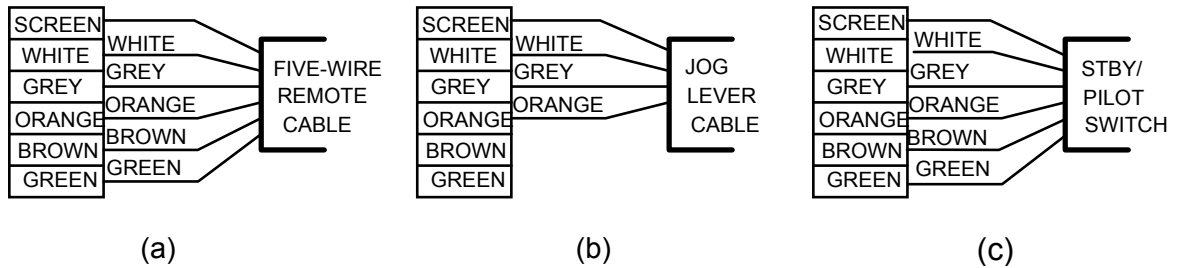 SCREEN
WHITE
GREY
ORANGE
BROWN
GREEN
WHITE
GREY
ORANGE
BROWN
GREEN
FIVE-WIRE
REMOTE
CABLE
(a)
SCREEN
WHITE
GREY
ORANGE
BROWN
GREEN
WHITE
GREY
ORANGE
JOG
LEVER
CABLE
(b)
SCREEN
WHITE
GREY
ORANGE
BROWN
GREEN
WHITE
GREY
ORANGE
BROWN
GREEN
STBY/
PILOT
SWITCH
(c)